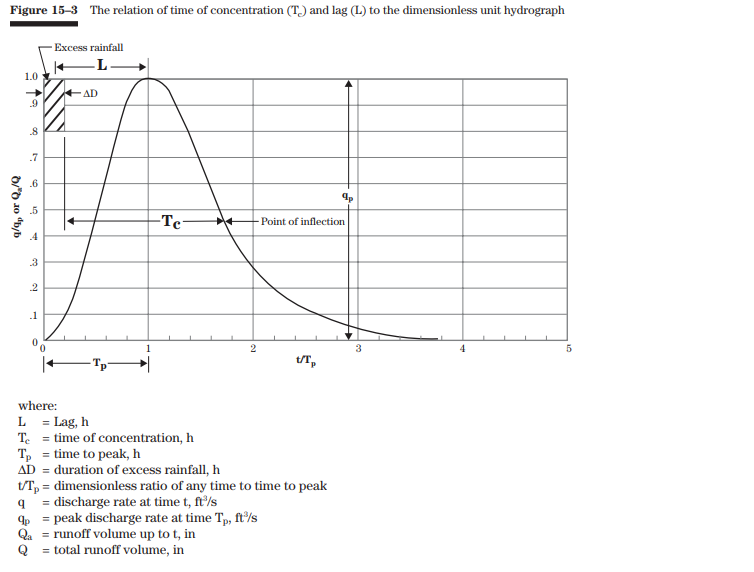 Figure 15–3 The relation of time of concentration (Tc) and lag (L) to the dimensionless unit hydrograph
Excess rainfall
L
1.0
ΔD
.9
.8
.7
.6
qp
.5
Tc
Point of inflection
.4
.3
.2
.1
0
q/qp or Qa/Q
0 1 2 3 4 5
t/Tp
Tp
where:
L = Lag, h
Tc = time of concentration, h
Tp = time to peak, h
ΔD = duration of excess rainfall, h
t/Tp = dimensionless ratio of any time to time to peak
q = discharge rate at time t, ft³/s
qp = peak discharge rate at time Tp, ft³/s
Qa = runoff volume up to t, in
Q = total runoff volume, in